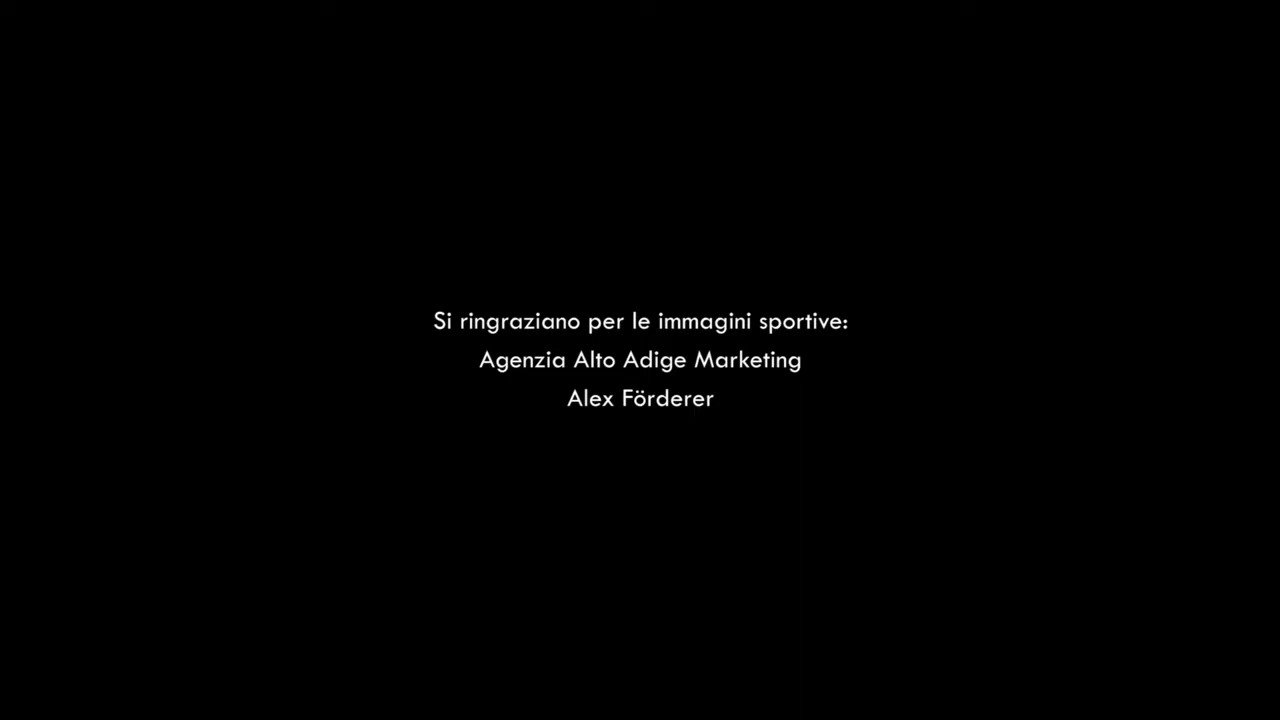 Si ringraziano per le immagini sportive:
Agenzia Alto Adige Marketing
Alex Förderer